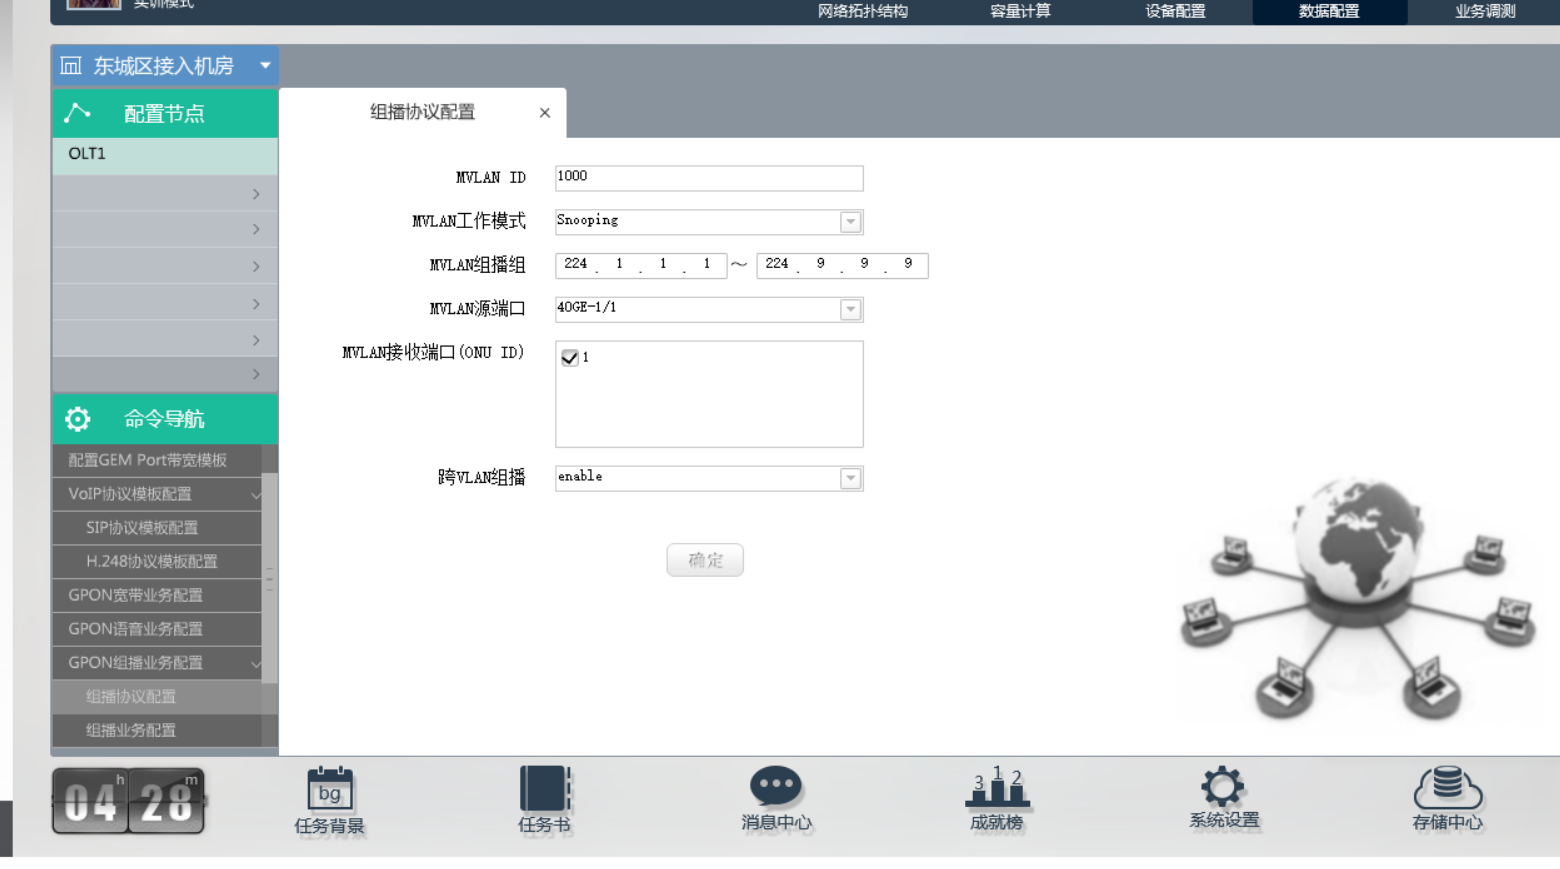 实训模式
网络拓扑结构 容量计算 设备配置 数据配置 业务调测
东城区接入机房
配置节点
OLT1
组播协议配置 ×
MVLAN ID 1000
MVLAN工作模式 Snooping
MVLAN组播组 224 . 1 . 1 . 1 ~ 224 . 9 . 9 . 9
MVLAN源端口 40GE-1/1
MVLAN接收端口(ONU ID) 1
跨VLAN组播 enable
确定
命令导航
配置GEM Port带宽模板
VoIP协议模板配置
SIP协议模板配置
H.248协议模板配置
GPON宽带业务配置
GPON语音业务配置
GPON组播业务配置
组播协议配置
组播业务配置
04 h 28 m
bg
任务背景
任务书
消息中心
3 1 2
成就榜
系统设置
存储中心